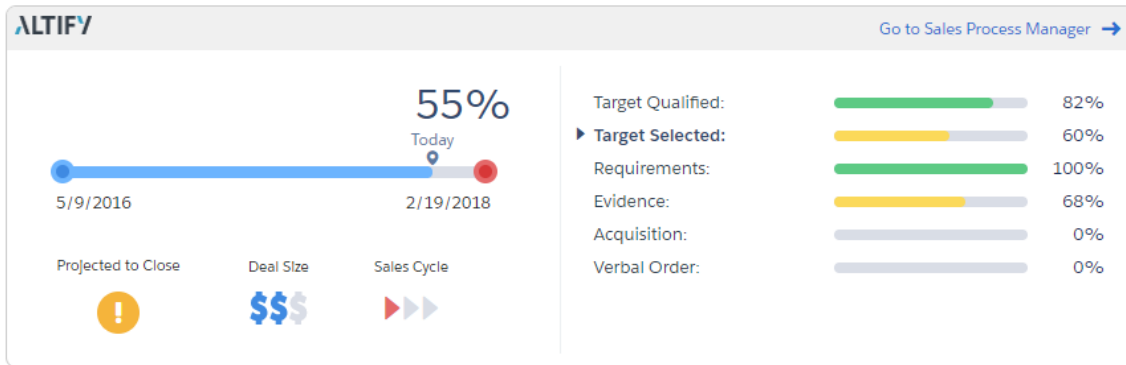 ALTIFY
Go to Sales Process Manager
55%
Today
5/9/2016 2/19/2018
Projected to Close Deal Size Sales Cycle
! $$$
Target Qualified: 82%
Target Selected: 60%
Requirements: 100%
Evidence: 68%
Acquisition: 0%
Verbal Order: 0%